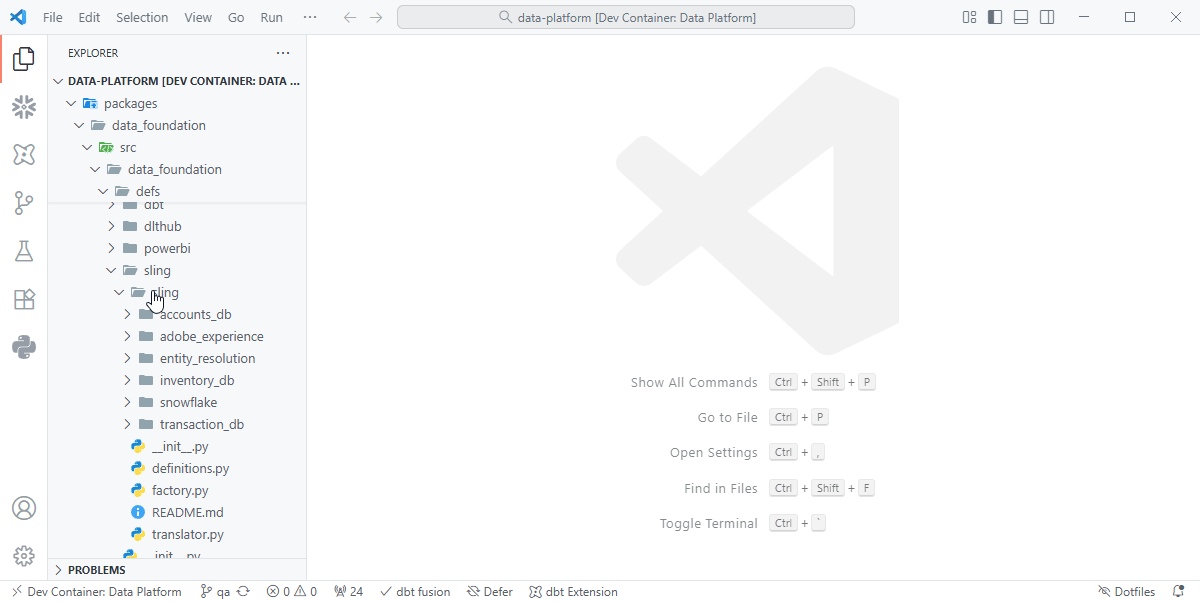 File Edit Selection View Go Run ···
data-platform [Dev Container: Data Platform]
EXPLORER ···
DATA-PLATFORM [DEV CONTAINER: DATA ...
packages
data_foundation
src
data_foundation
defs
dbt
dlthub
powerbi
sling
sling
accounts_db
adobe_experience
entity_resolution
inventory_db
snowflake
transaction_db
__init__.py
definitions.py
factory.py
README.md
translator.py
__init__.py
PROBLEMS
Show All Commands Ctrl + Shift + P
Go to File Ctrl + P
Open Settings Ctrl + ,
Find in Files Ctrl + Shift + F
Toggle Terminal Ctrl + `
Dev Container: Data Platform qa 0 0 24 dbt fusion Defer dbt Extension Dotfiles